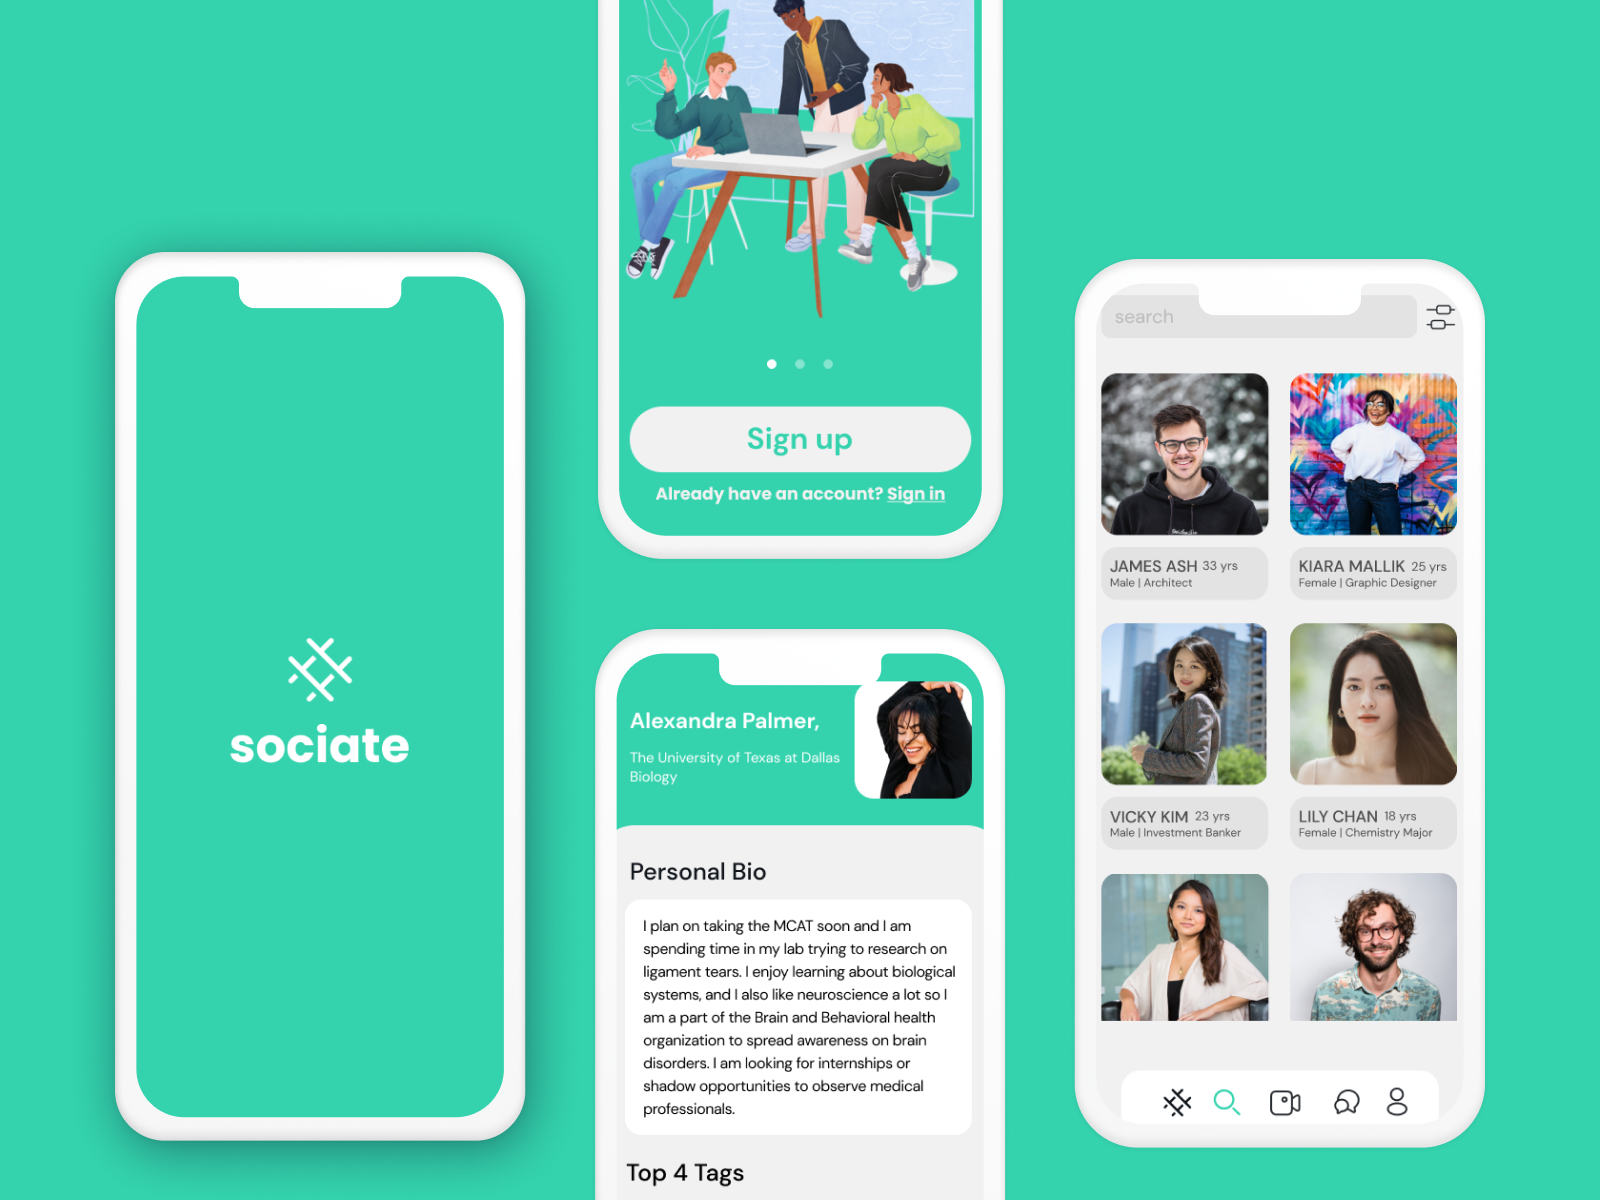 sociate
Sign up
Already have an account? Sign in
Alexandra Palmer,
The University of Texas at Dallas
Biology
Personal Bio
I plan on taking the MCAT soon and I am
spending time in my lab trying to research on
ligament tears. I enjoy learning about biological
systems, and I also like neuroscience a lot so I
am a part of the Brain and Behavioral health
organization to spread awareness on brain
disorders. I am looking for internships or
shadow opportunities to observe medical
professionals.
Top 4 Tags
search
JAMES ASH 33 yrs
Male | Architect
KIARA MALLIK 25 yrs
Female | Graphic Designer
VICKY KIM 23 yrs
Male | Investment Banker
LILY CHAN 18 yrs
Female | Chemistry Major